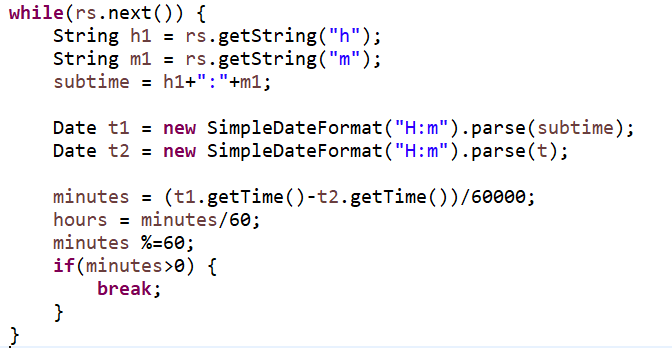 while(rs.next()) {
String h1 = rs.getString("h");
String m1 = rs.getString("m");
subtime = h1+":"+m1;
Date t1 = new SimpleDateFormat("H:m").parse(subtime);
Date t2 = new SimpleDateFormat("H:m").parse(t);
minutes = (t1.getTime()-t2.getTime())/60000;
hours = minutes/60;
minutes %=60;
if(minutes>0) {
break;
}
}